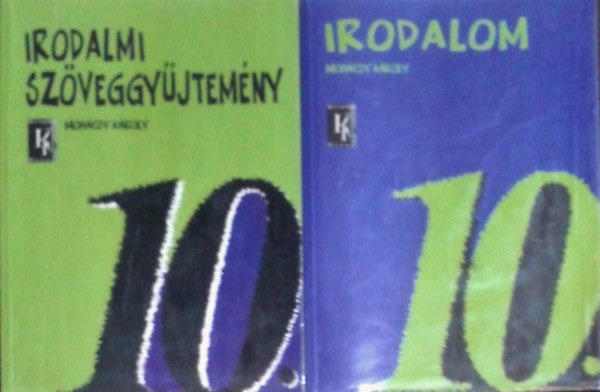 IRODALMI
SZÖVEGGYŰJTEMÉNY
MOHÁCSY KÁROLY
K
10.
IRODALOM
MOHÁCSY KÁROLY
K
10.